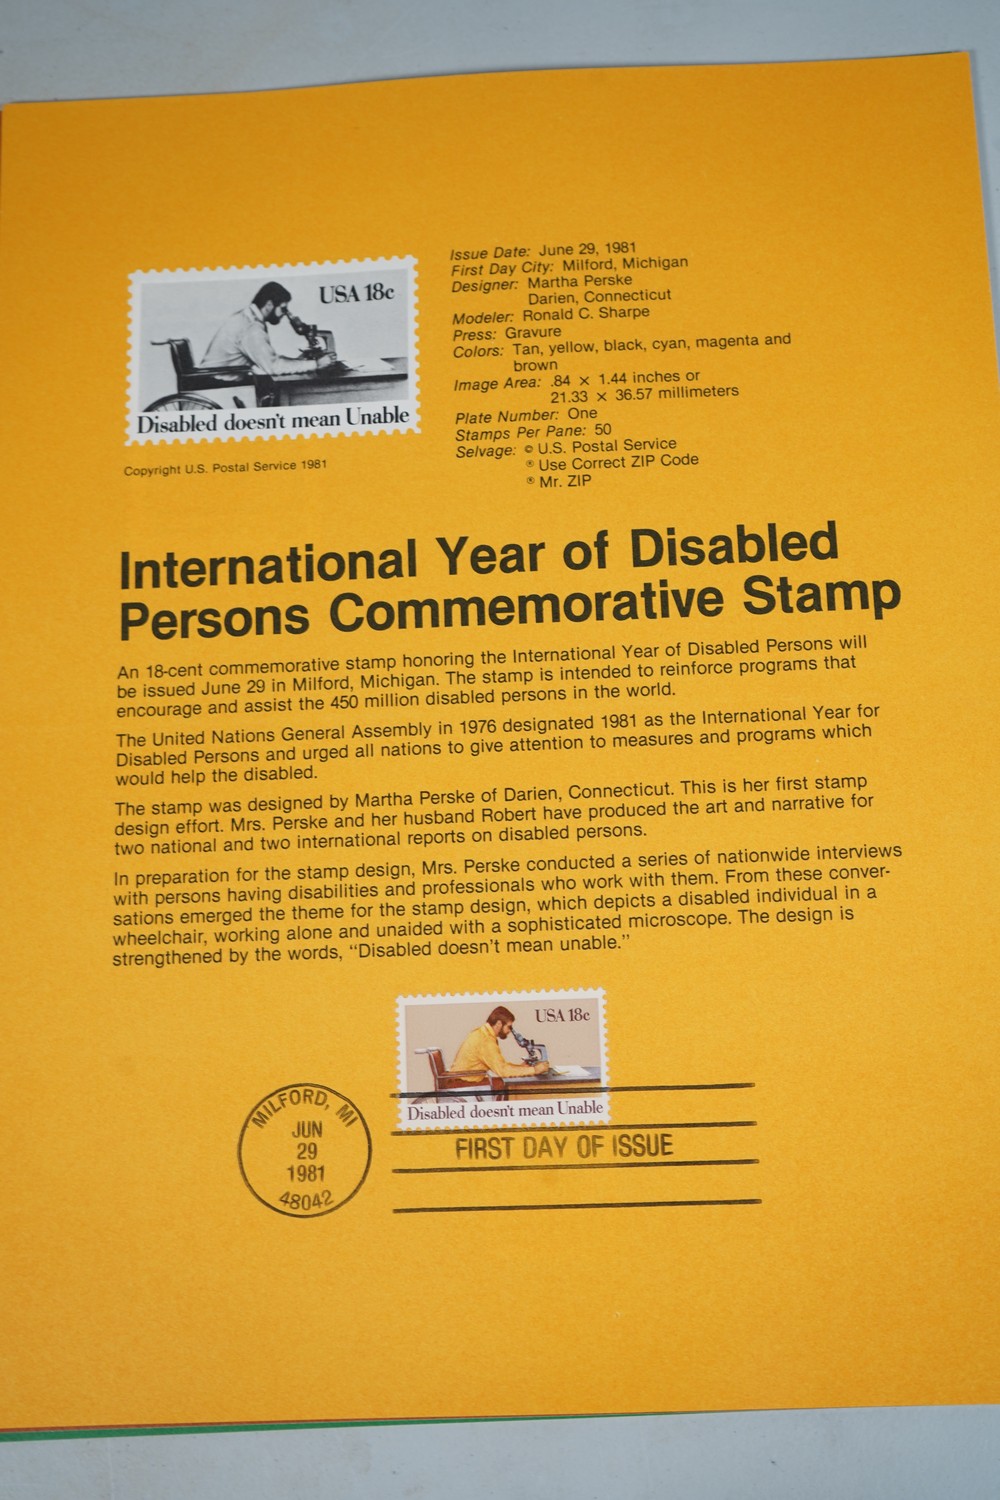 USA 18c
Disabled doesn't mean Unable
Copyright U.S. Postal Service 1981
Issue Date: June 29, 1981
First Day City: Milford, Michigan
Designer: Martha Perske
Darien, Connecticut
Modeler: Ronald C. Sharpe
Press: Gravure
Colors: Tan, yellow, black, cyan, magenta and
brown
Image Area: .84 × 1.44 inches or
21.33 × 36.57 millimeters
Plate Number: One
Stamps Per Pane: 50
Selvage: © U.S. Postal Service
® Use Correct ZIP Code
® Mr. ZIP
International Year of Disabled
Persons Commemorative Stamp
An 18-cent commemorative stamp honoring the International Year of Disabled Persons will
be issued June 29 in Milford, Michigan. The stamp is intended to reinforce programs that
encourage and assist the 450 million disabled persons in the world.
The United Nations General Assembly in 1976 designated 1981 as the International Year for
Disabled Persons and urged all nations to give attention to measures and programs which
would help the disabled.
The stamp was designed by Martha Perske of Darien, Connecticut. This is her first stamp
design effort. Mrs. Perske and her husband Robert have produced the art and narrative for
two national and two international reports on disabled persons.
In preparation for the stamp design, Mrs. Perske conducted a series of nationwide interviews
with persons having disabilities and professionals who work with them. From these conver-
sations emerged the theme for the stamp design, which depicts a disabled individual in a
wheelchair, working alone and unaided with a sophisticated microscope. The design is
strengthened by the words, “Disabled doesn't mean unable.”
USA 18c
Disabled doesn't mean Unable
MILFORD, MI
JUN
29
1981
48042
FIRST DAY OF ISSUE